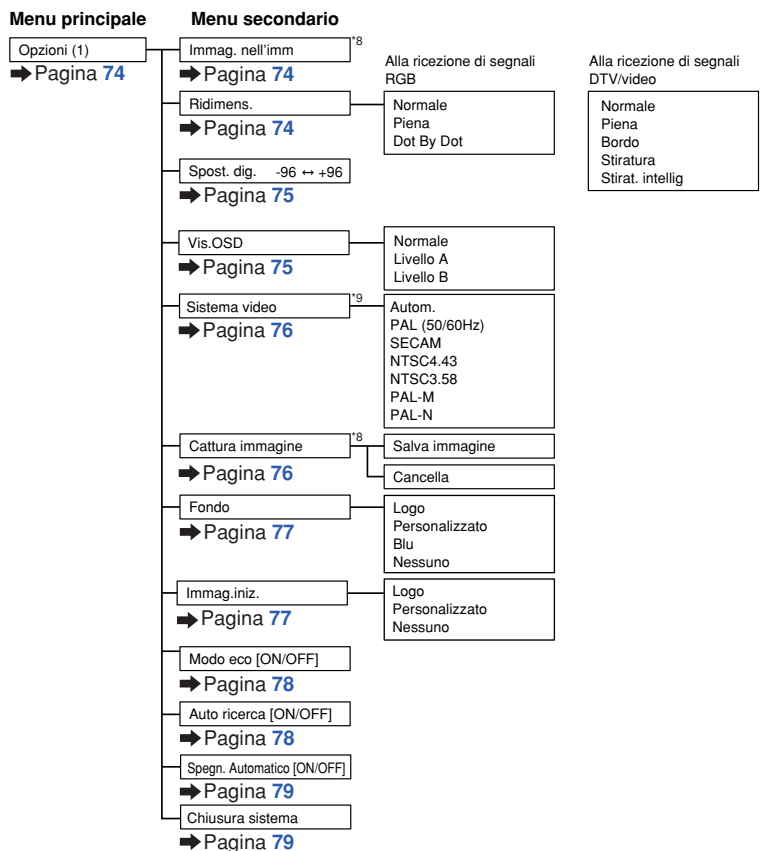 Menu principale
Menu secondario
Opzioni (1)
➡ Pagina 74
Immag. nell'imm *8
➡ Pagina 74
Alla ricezione di segnali
RGB
Alla ricezione di segnali
DTV/video
Ridimens.
➡ Pagina 74
Normale
Piena
Dot By Dot
Normale
Piena
Bordo
Stiratura
Stirat. intellig
Spost. dig. -96 ↔ +96
➡ Pagina 75
Vis.OSD
➡ Pagina 75
Normale
Livello A
Livello B
Sistema video *9
➡ Pagina 76
Autom.
PAL (50/60Hz)
SECAM
NTSC4.43
NTSC3.58
PAL-M
PAL-N
Cattura immagine *8
➡ Pagina 76
Salva immagine
Cancella
Fondo
➡ Pagina 77
Logo
Personalizzato
Blu
Nessuno
Immag.iniz.
➡ Pagina 77
Logo
Personalizzato
Nessuno
Modo eco [ON/OFF]
➡ Pagina 78
Auto ricerca [ON/OFF]
➡ Pagina 78
Spegn. Automatico [ON/OFF]
➡ Pagina 79
Chiusura sistema
➡ Pagina 79